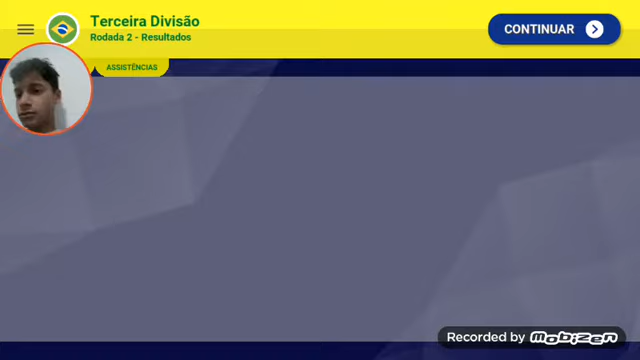 Terceira Divisão
Rodada 2 - Resultados
CONTINUAR
ASSISTÊNCIAS
Recorded by mobizen